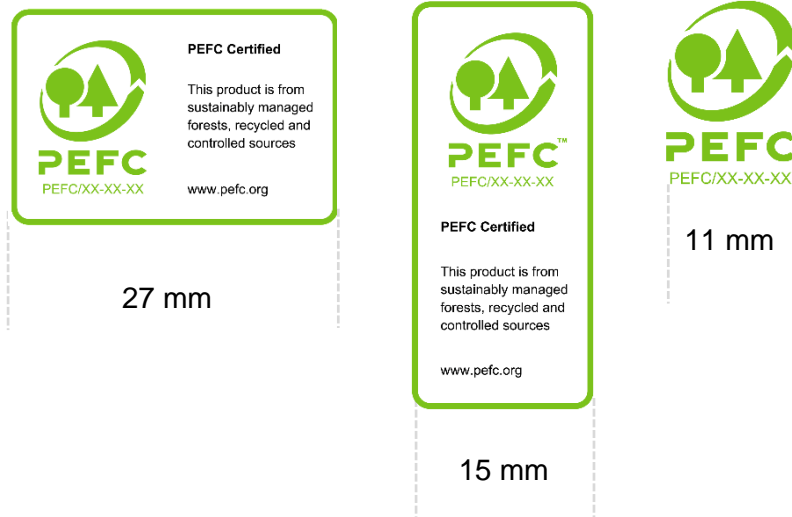 PEFC Certified
This product is from
sustainably managed
forests, recycled and
controlled sources
PEFC
PEFC/XX-XX-XX
www.pefc.org
27 mm
PEFC™
PEFC/XX-XX-XX
PEFC Certified
This product is from
sustainably managed
forests, recycled and
controlled sources
www.pefc.org
15 mm
PEFC
PEFC/XX-XX-XX
11 mm